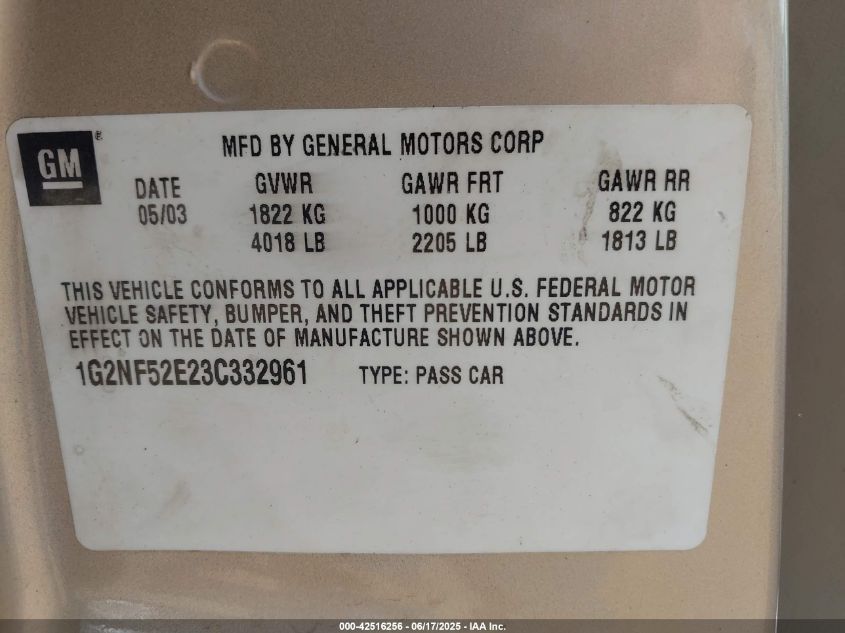 GM®
MFD BY GENERAL MOTORS CORP
DATE GVWR GAWR FRT GAWR RR
05/03 1822 KG 1000 KG 822 KG
4018 LB 2205 LB 1813 LB
THIS VEHICLE CONFORMS TO ALL APPLICABLE U.S. FEDERAL MOTOR
VEHICLE SAFETY, BUMPER, AND THEFT PREVENTION STANDARDS IN
EFFECT ON THE DATE OF MANUFACTURE SHOWN ABOVE.
1G2NF52E23C332961 TYPE: PASS CAR
000-42516256 - 06/17/2025 - IAA Inc.